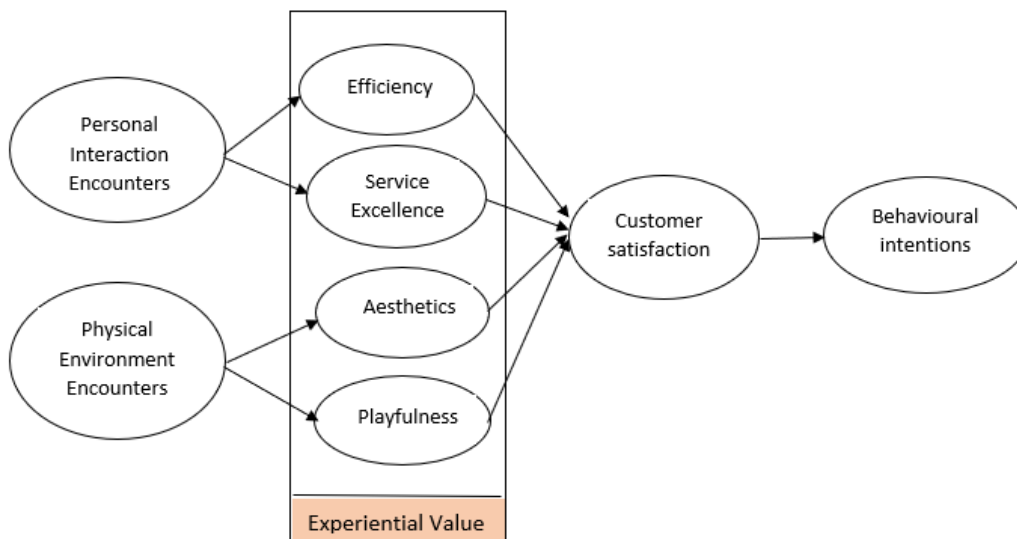 Personal
Interaction
Encounters
Physical
Environment
Encounters
Efficiency
Service
Excellence
Aesthetics
Playfulness
Experiential Value
Customer
satisfaction
Behavioural
intentions